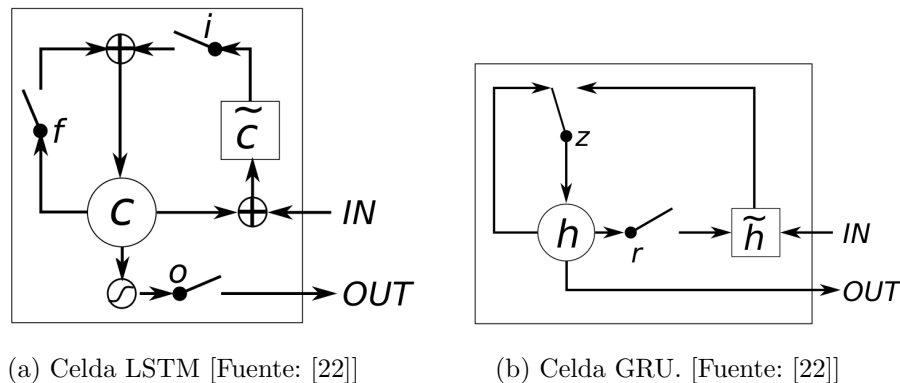 i
f
c̃
c
IN
o
OUT
z
h
r
h̃
IN
OUT
(a) Celda LSTM [Fuente: [22]]
(b) Celda GRU. [Fuente: [22]]